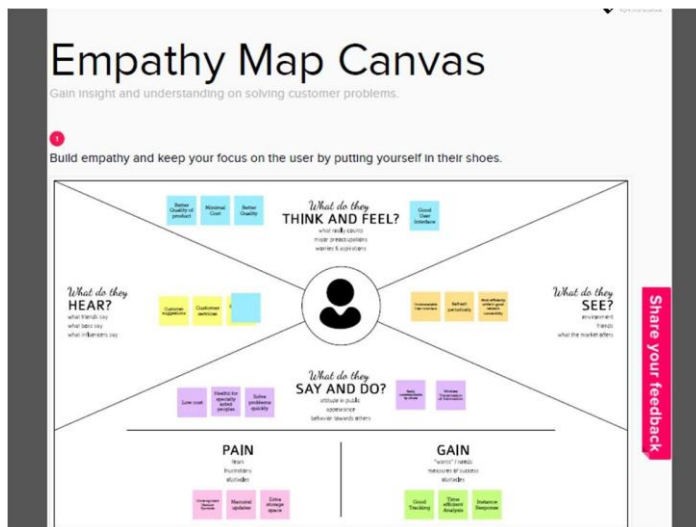 Empathy Map Canvas
Gain insight and understanding on solving customer problems.
1
Build empathy and keep your focus on the user by putting yourself in their shoes.
Better
Quality of
product
Minimal
Cost
Better
Quality
What do they
THINK AND FEEL?
what really counts
major preoccupations
worries & aspirations
Good
User
Interface
What do they
HEAR?
what friends say
what boss say
what influencers say
Customer
suggestions
Customer
What do they
SEE?
environment
friends
what the market offers
Refresh
periodically
What do they
SAY AND DO?
attitude in public
appearance
behavior towards others
Low cost
Helpful for
specially
abled
peoples
Solve
problems
quickly
PAIN
fears
frustrations
obstacles
updates
Extra
storage
space
GAIN
"wants" / needs
measures of success
obstacles
Good
Tracking
Time
efficient
Analysis
Instance
Response
Share your feedback